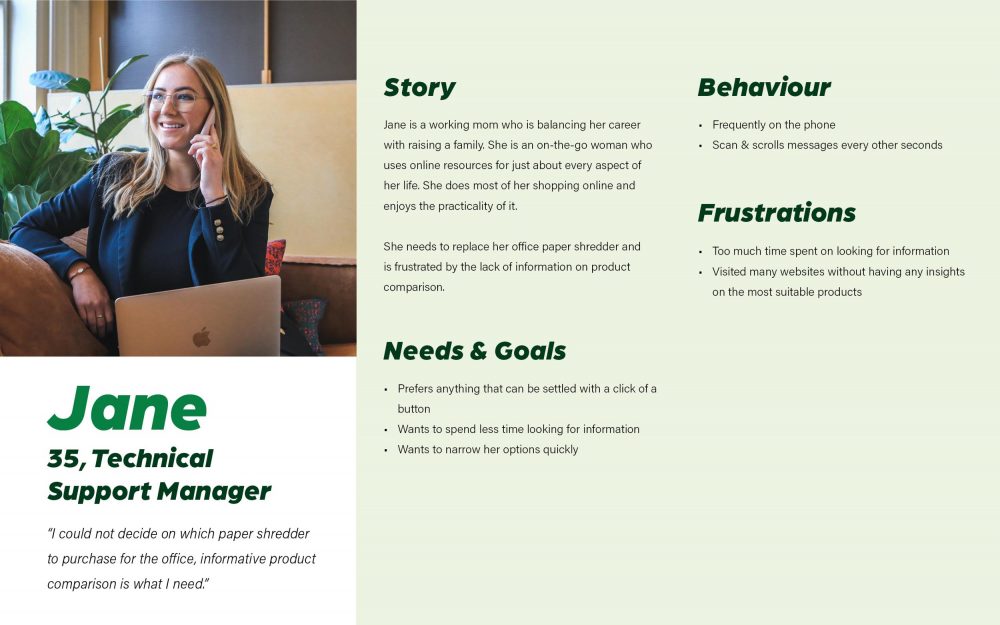 Jane
35, Technical
Support Manager
“I could not decide on which paper shredder
to purchase for the office, informative product
comparison is what I need.”
Story
Jane is a working mom who is balancing her career
with raising a family. She is an on-the-go woman who
uses online resources for just about every aspect of
her life. She does most of her shopping online and
enjoys the practicality of it.
She needs to replace her office paper shredder and
is frustrated by the lack of information on product
comparison.
Needs & Goals
• Prefers anything that can be settled with a click of a
button
• Wants to spend less time looking for information
• Wants to narrow her options quickly
Behaviour
• Frequently on the phone
• Scan & scrolls messages every other seconds
Frustrations
• Too much time spent on looking for information
• Visited many websites without having any insights
on the most suitable products